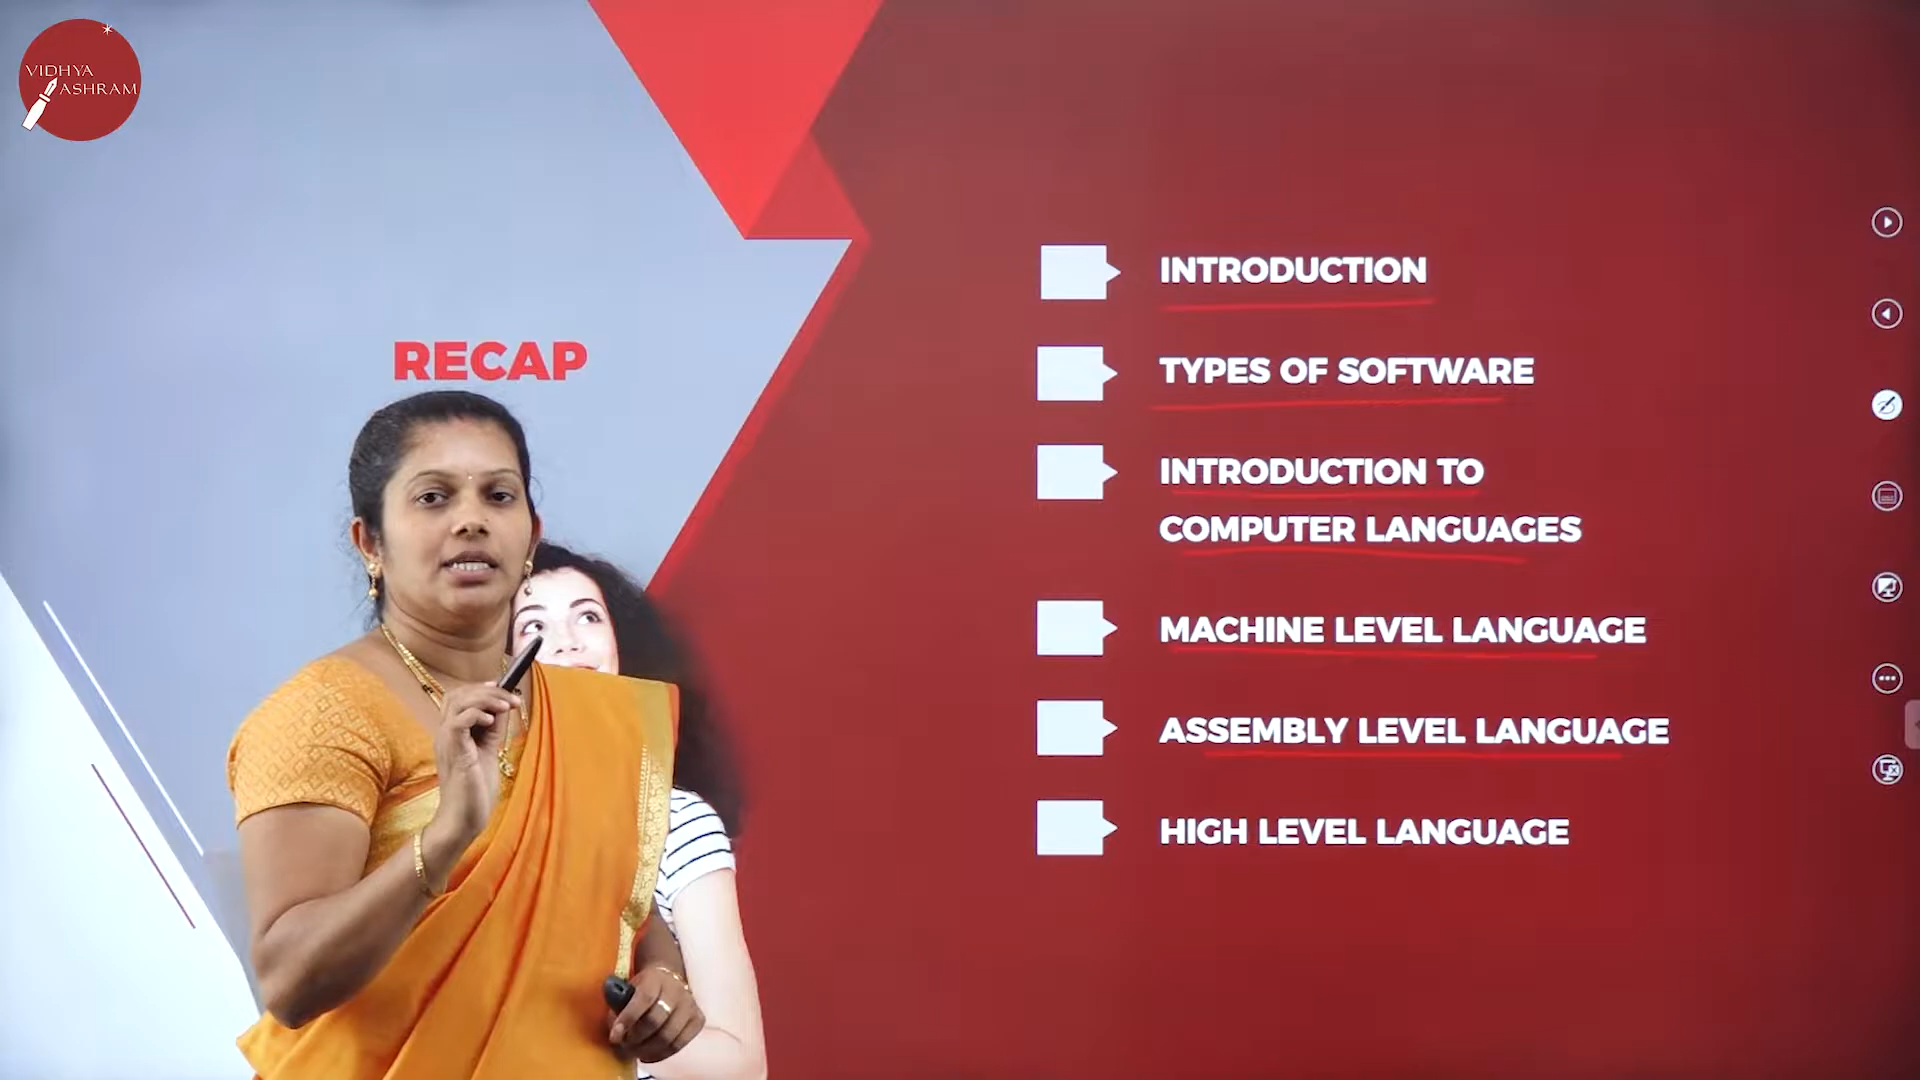 VIDHYA
ASHRAM
RECAP
INTRODUCTION
TYPES OF SOFTWARE
INTRODUCTION TO
COMPUTER LANGUAGES
MACHINE LEVEL LANGUAGE
ASSEMBLY LEVEL LANGUAGE
HIGH LEVEL LANGUAGE